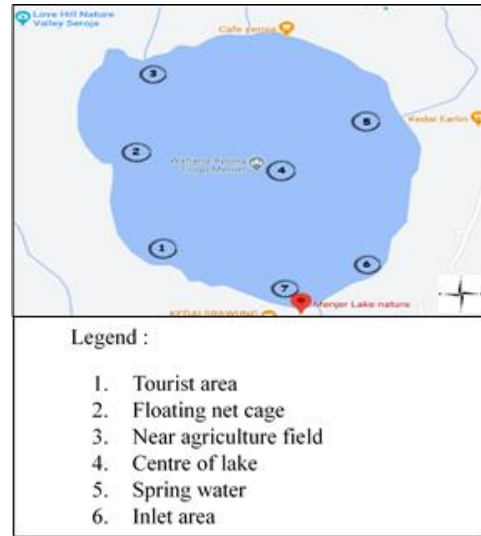 Love Hill Nature
Valley Seroja
Cafe seroja
3
5
Kedai Earlin
2
Telaga Menjer
4
1
6
7
Menjer Lake nature
Legend :
1. Tourist area
2. Floating net cage
3. Near agriculture field
4. Centre of lake
5. Spring water
6. Inlet area